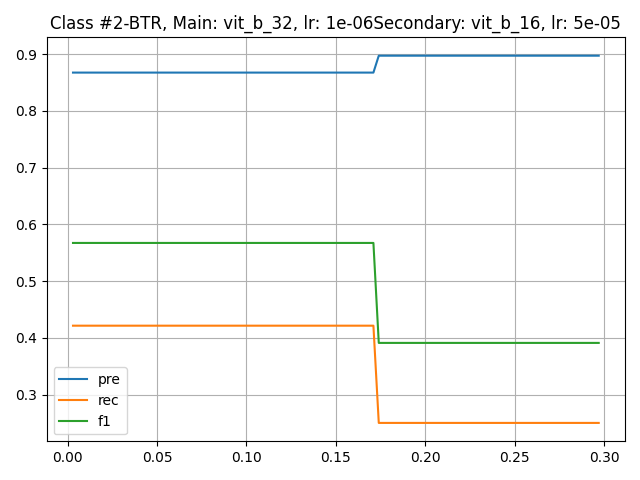 Class #2-BTR, Main: vit_b_32, lr: 1e-06Secondary: vit_b_16, lr: 5e-05
0.9
0.8
0.7
0.6
0.5
0.4
0.3
pre
rec
f1
0.00 0.05 0.10 0.15 0.20 0.25 0.30